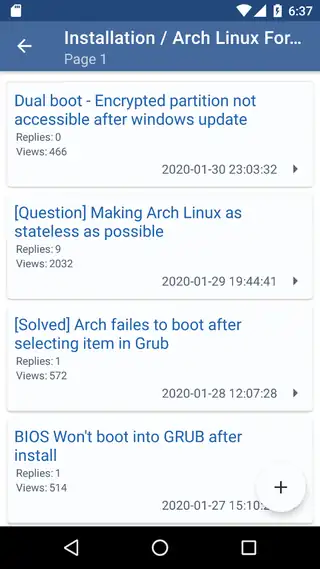 6:37
Installation / Arch Linux For...
Page 1
Dual boot - Encrypted partition not
accessible after windows update
Replies: 0
Views: 466
2020-01-30 23:03:32
[Question] Making Arch Linux as
stateless as possible
Replies: 9
Views: 2032
2020-01-29 19:44:41
[Solved] Arch failes to boot after
selecting item in Grub
Replies: 1
Views: 572
2020-01-28 12:07:28
BIOS Won't boot into GRUB after
install
Replies: 1
Views: 514
2020-01-27 15:10: